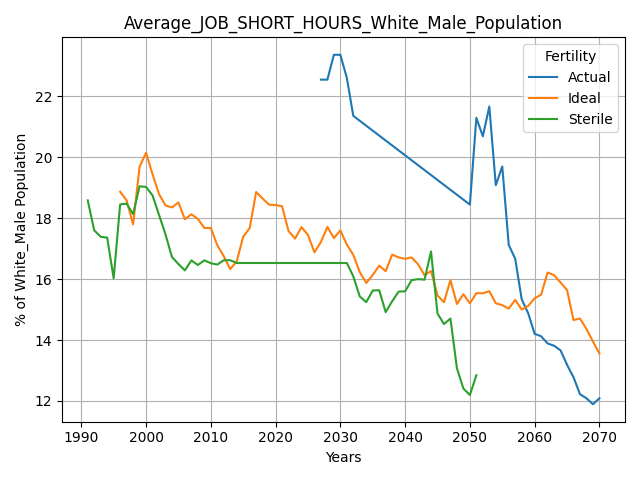 Average_JOB_SHORT_HOURS_White_Male_Population
Fertility
Actual
Ideal
Sterile
% of White_Male Population
22
20
18
16
14
12
1990 2000 2010 2020 2030 2040 2050 2060 2070
Years